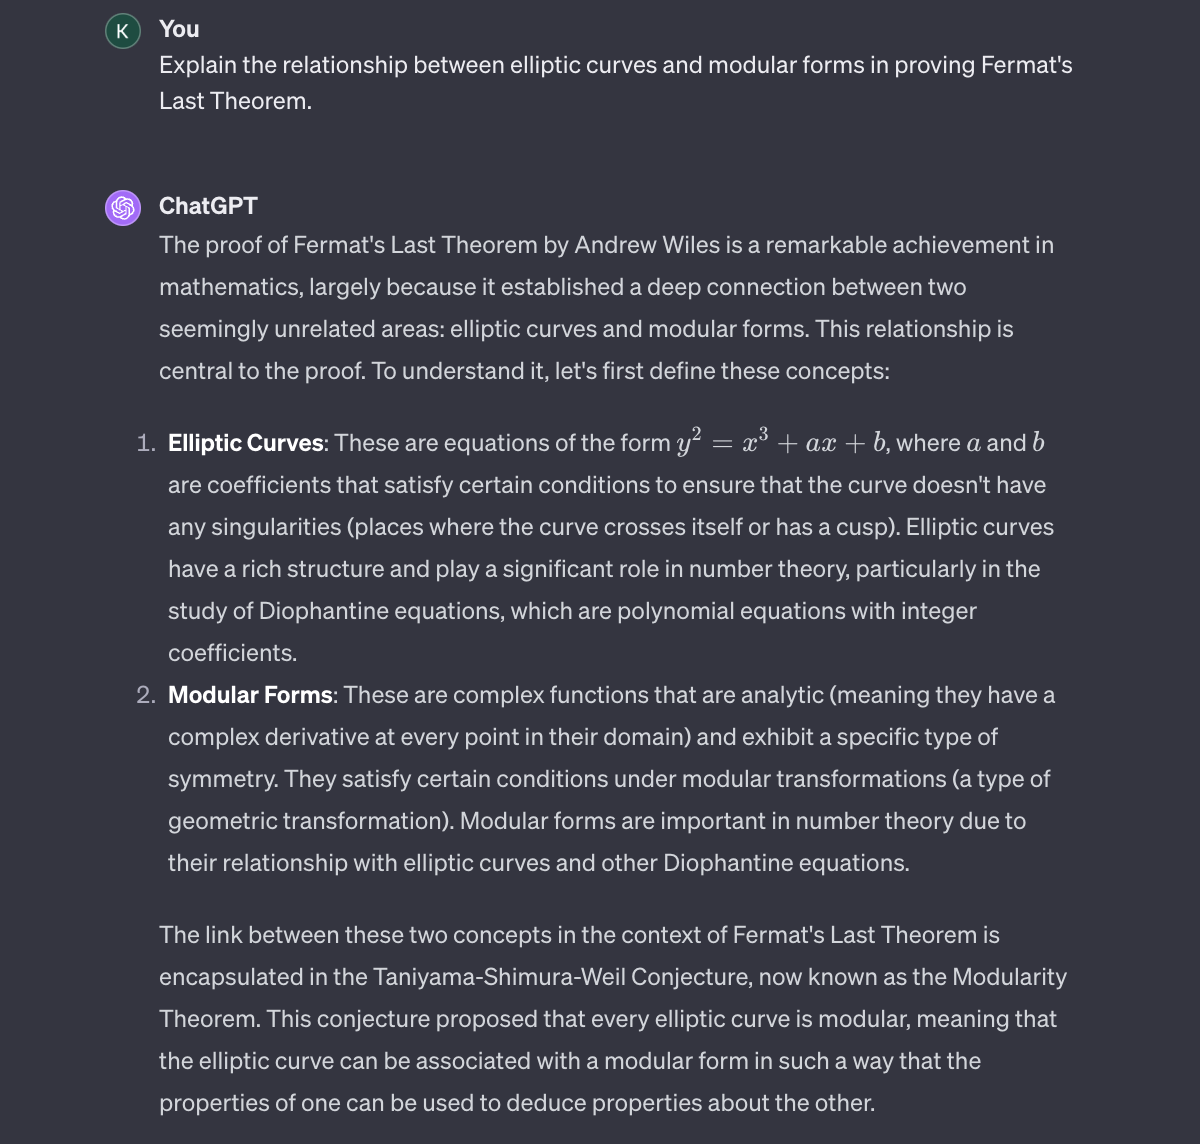 K
You
Explain the relationship between elliptic curves and modular forms in proving Fermat's
Last Theorem.
ChatGPT
The proof of Fermat's Last Theorem by Andrew Wiles is a remarkable achievement in
mathematics, largely because it established a deep connection between two
seemingly unrelated areas: elliptic curves and modular forms. This relationship is
central to the proof. To understand it, let's first define these concepts:
1. Elliptic Curves: These are equations of the form y² = x³ + ax + b, where a and b
are coefficients that satisfy certain conditions to ensure that the curve doesn't have
any singularities (places where the curve crosses itself or has a cusp). Elliptic curves
have a rich structure and play a significant role in number theory, particularly in the
study of Diophantine equations, which are polynomial equations with integer
coefficients.
2. Modular Forms: These are complex functions that are analytic (meaning they have a
complex derivative at every point in their domain) and exhibit a specific type of
symmetry. They satisfy certain conditions under modular transformations (a type of
geometric transformation). Modular forms are important in number theory due to
their relationship with elliptic curves and other Diophantine equations.
The link between these two concepts in the context of Fermat's Last Theorem is
encapsulated in the Taniyama-Shimura-Weil Conjecture, now known as the Modularity
Theorem. This conjecture proposed that every elliptic curve is modular, meaning that
the elliptic curve can be associated with a modular form in such a way that the
properties of one can be used to deduce properties about the other.